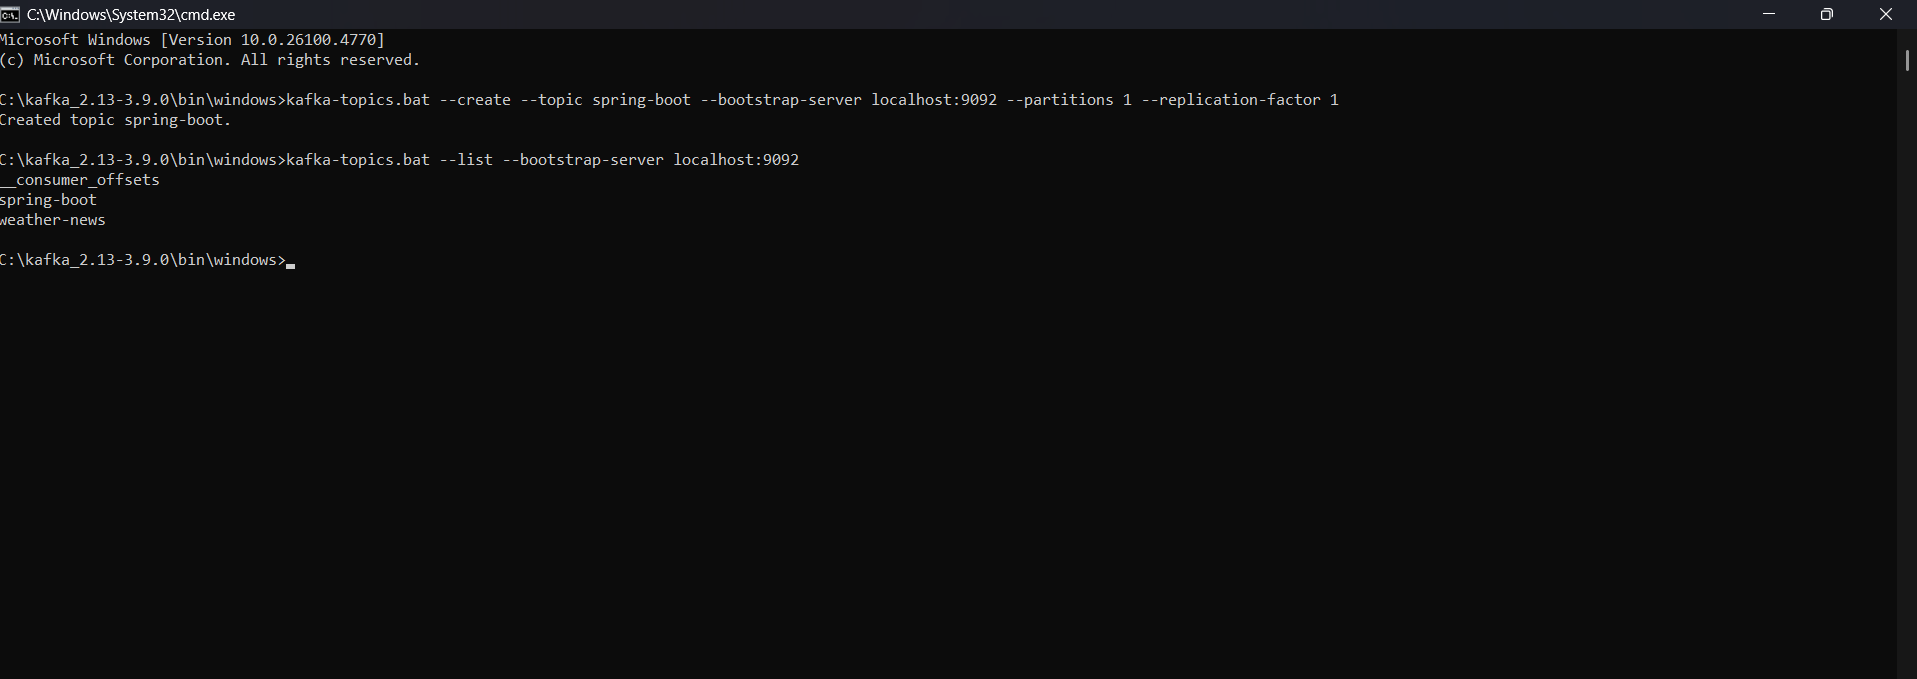 C:\Windows\System32\cmd.exe
Microsoft Windows [Version 10.0.26100.4770]
(c) Microsoft Corporation. All rights reserved.
C:\kafka_2.13-3.9.0\bin\windows>kafka-topics.bat --create --topic spring-boot --bootstrap-server localhost:9092 --partitions 1 --replication-factor 1
Created topic spring-boot.
C:\kafka_2.13-3.9.0\bin\windows>kafka-topics.bat --list --bootstrap-server localhost:9092
__consumer_offsets
spring-boot
weather-news
C:\kafka_2.13-3.9.0\bin\windows>